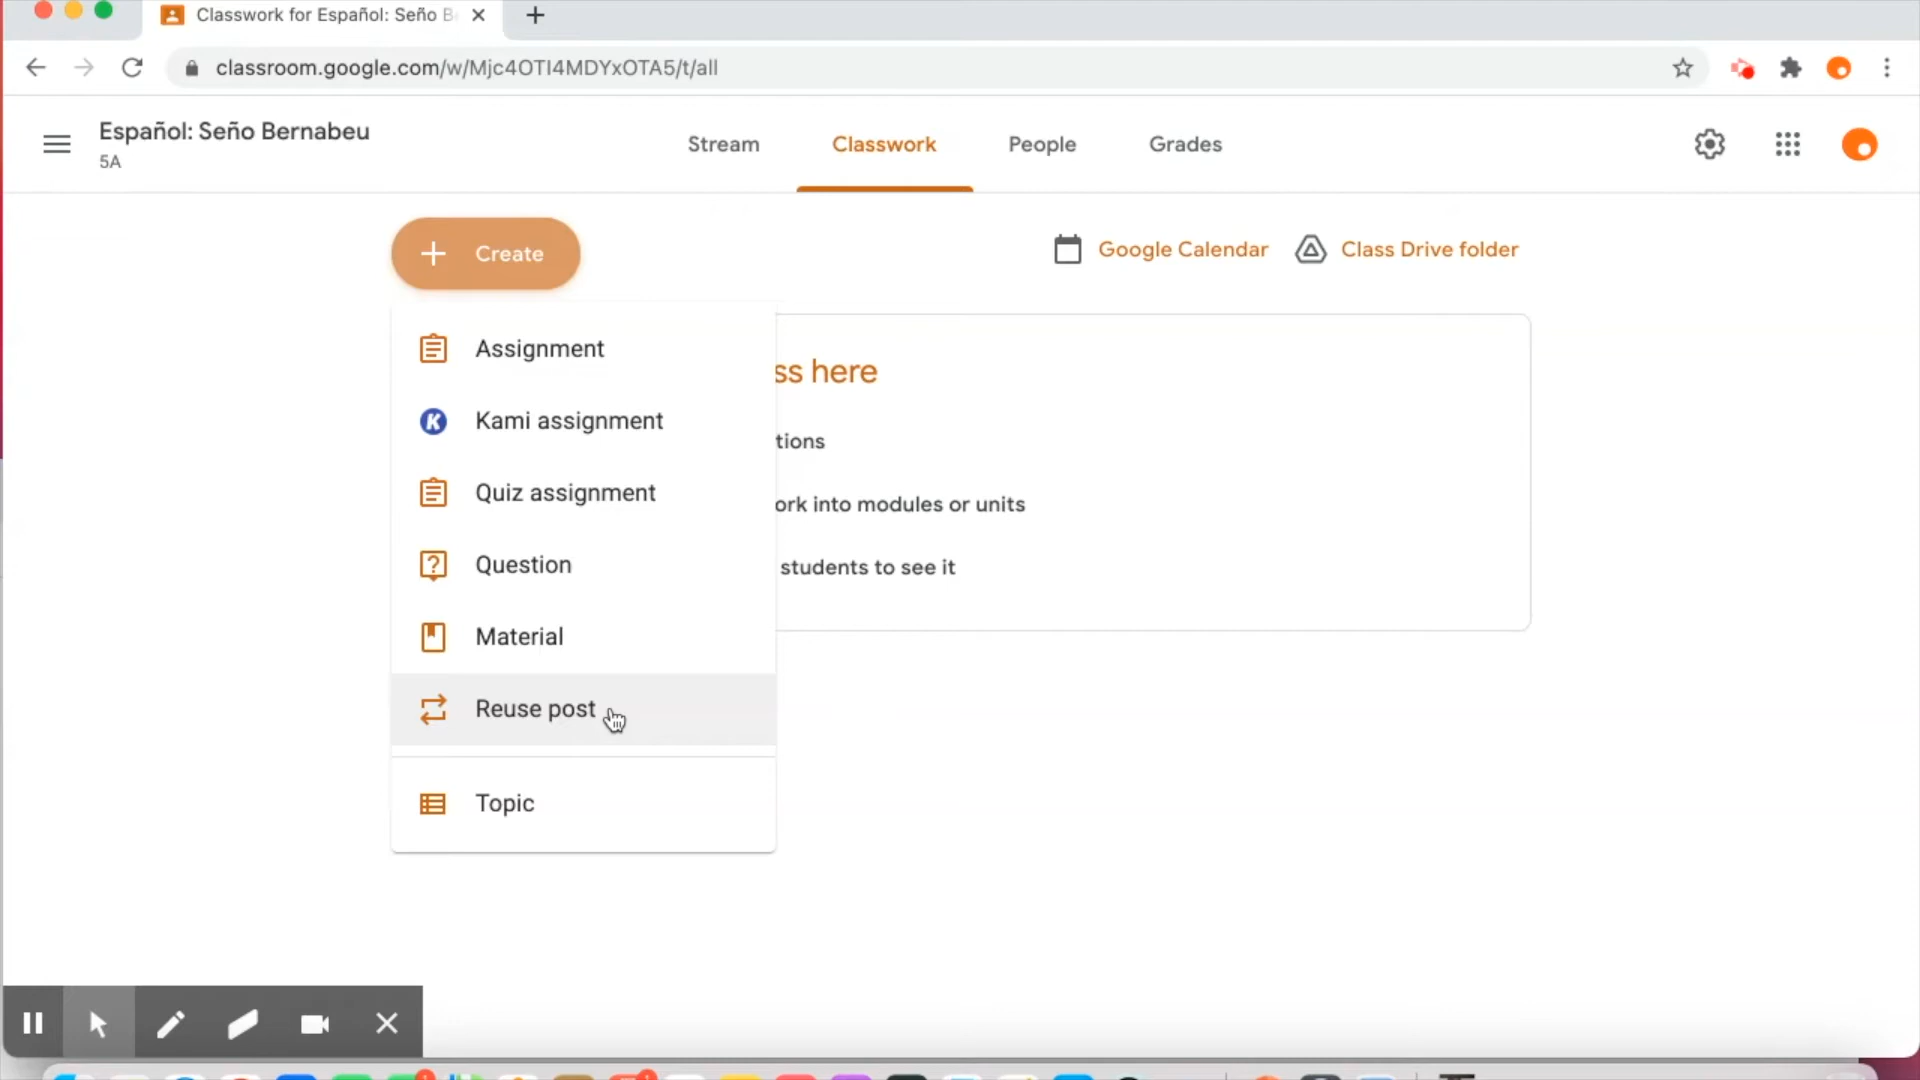 Classwork for Español: Seño B
classroom.google.com/w/Mjc4OTI4MDYxOTA5/t/all
Español: Seño Bernabeu
5A
Stream
Classwork
People
Grades
Create
Google Calendar
Class Drive folder
Assignment
ss here
Kami assignment
tions
Quiz assignment
ork into modules or units
Question
students to see it
Material
Reuse post
Topic